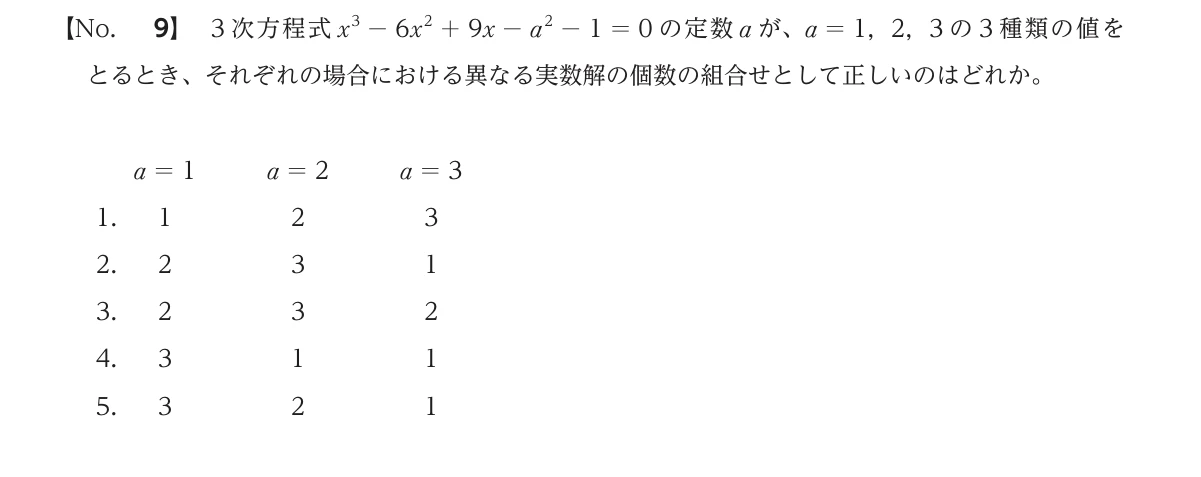 【No. 9】 3次方程式 x³ − 6x² + 9x − a² − 1 = 0 の定数 a が、a = 1, 2, 3 の3種類の値を
とるとき、それぞれの場合における異なる実数解の個数の組合せとして正しいのはどれか。
a = 1 a = 2 a = 3
1. 1 2 3
2. 2 3 1
3. 2 3 2
4. 3 1 1
5. 3 2 1